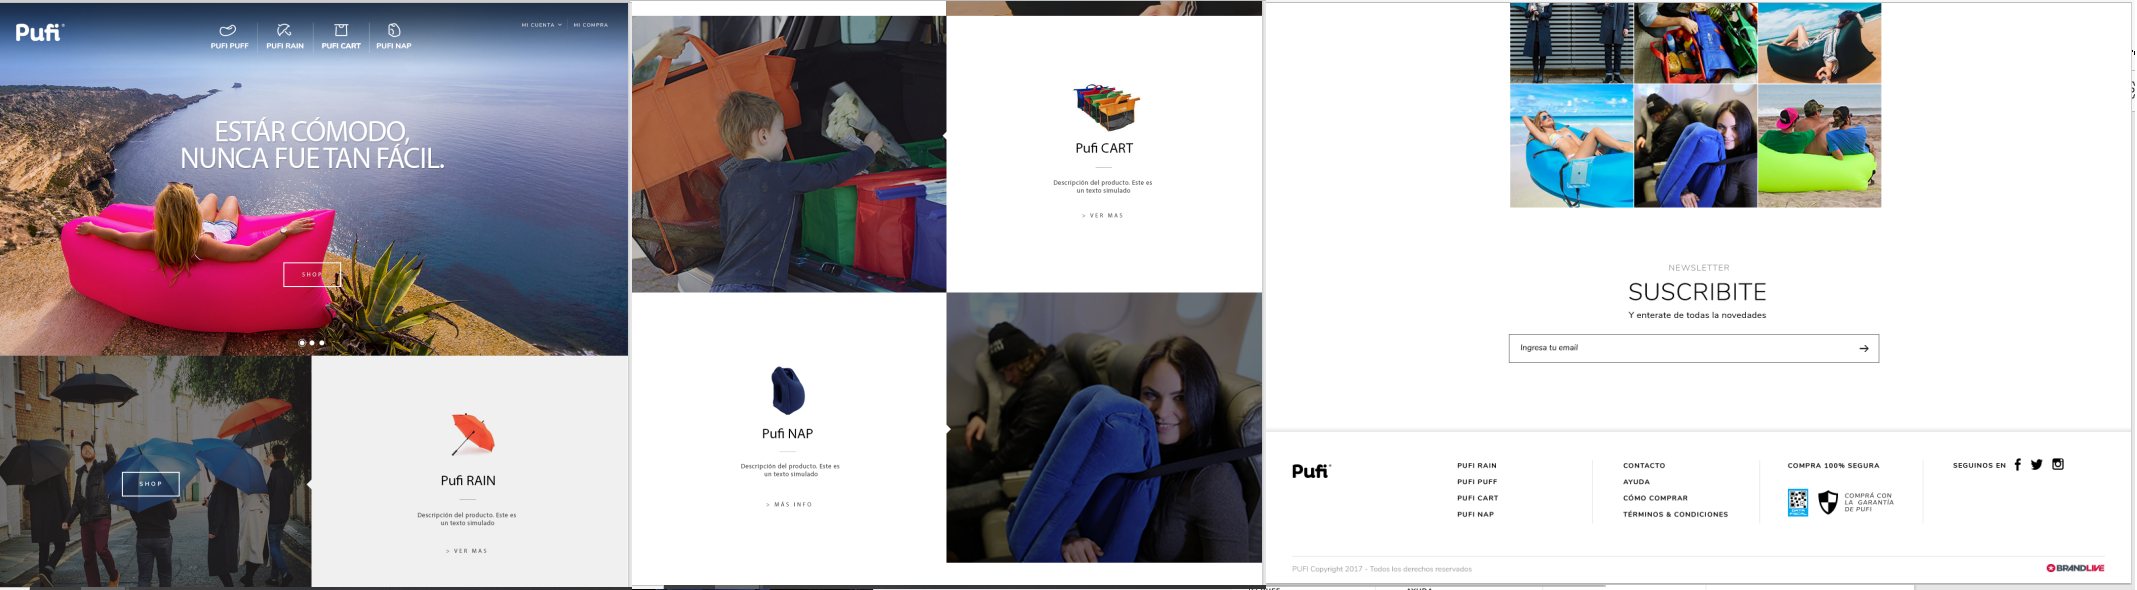 Pufi®
PUFI PUFF
PUFI RAIN
PUFI CART
PUFI NAP
MI CUENTA
MI COMPRA
ESTÁR CÓMODO,
NUNCA FUE TAN FÁCIL.
SHOP
SHOP
Pufi RAIN
Descripción del producto. Este es
un texto simulado
> VER MAS
Pufi CART
Descripción del producto. Este es
un texto simulado
> VER MAS
Pufi NAP
Descripción del producto. Este es
un texto simulado
> MÁS INFO
NEWSLETTER
SUSCRIBITE
Y enterate de todas la novedades
Ingresa tu email
Pufi®
PUFI RAIN
PUFI PUFF
PUFI CART
PUFI NAP
CONTACTO
AYUDA
CÓMO COMPRAR
TÉRMINOS & CONDICIONES
COMPRA 100% SEGURA
DATA
FISCAL
COMPRÁ CON
LA GARANTÍA
DE PUFI
SEGUINOS EN
PUFI Copyright 2017 - Todos los derechos reservados
BRANDLIVE